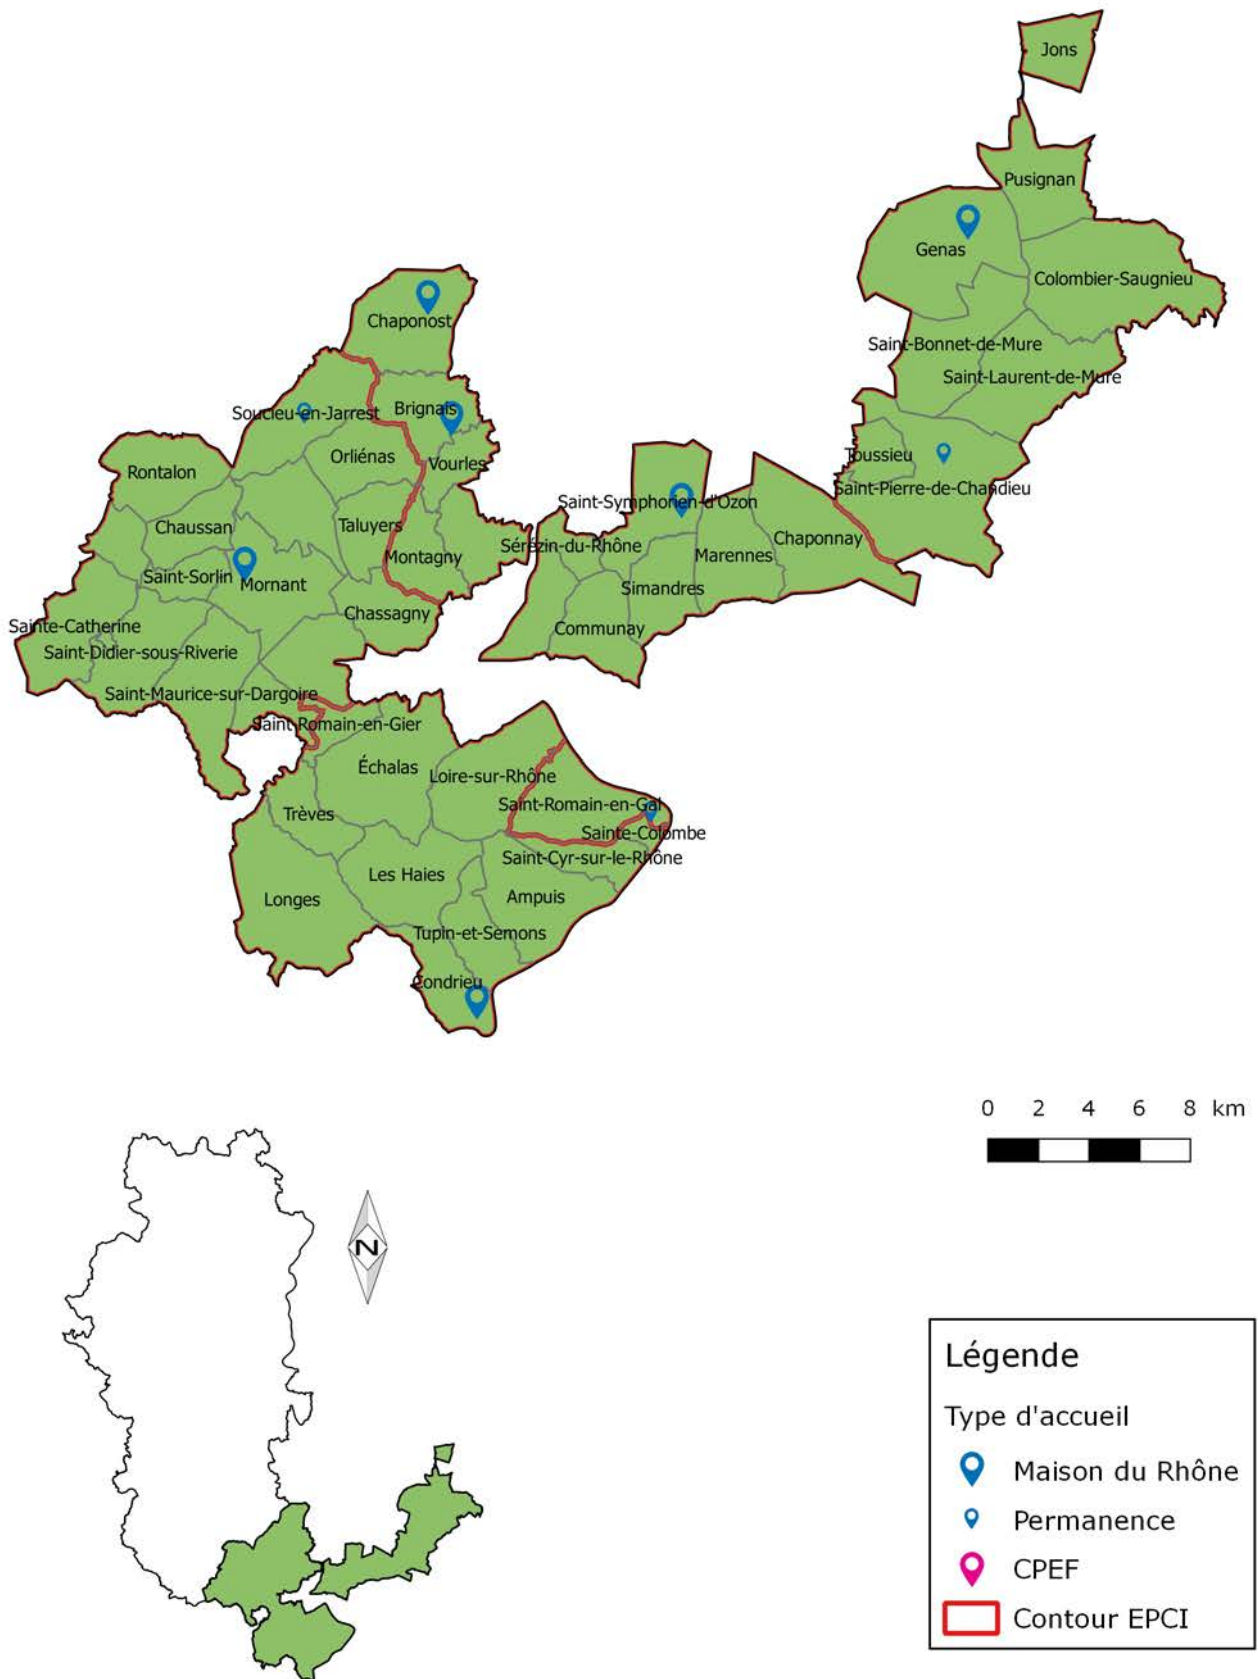 Jons
Pusignan
Genas
Colombier-Saugnieu
Chaponost
Saint-Bonnet-de-Mure
Saint-Laurent-de-Mure
Soucieu-en-Jarrest
Brignais
Orliénas
Vourles
Toussieu
Rontalon
Saint-Pierre-de-Chandieu
Saint-Symphorien-d'Ozon
Chaussan
Taluyers
Chaponnay
Sérézin-du-Rhône
Marennes
Montagny
Saint-Sorlin
Mornant
Simandres
Chassagny
Sainte-Catherine
Communay
Saint-Didier-sous-Riverie
Saint-Maurice-sur-Dargoire
Saint-Romain-en-Gier
Échalas
Loire-sur-Rhône
Saint-Romain-en-Gal
Trèves
Sainte-Colombe
Saint-Cyr-sur-le-Rhône
Les Haies
Longes
Ampuis
Tupin-et-Semons
Condrieu
0 2 4 6 8 km
N
Légende
Type d'accueil
Maison du Rhône
Permanence
CPEF
Contour EPCI